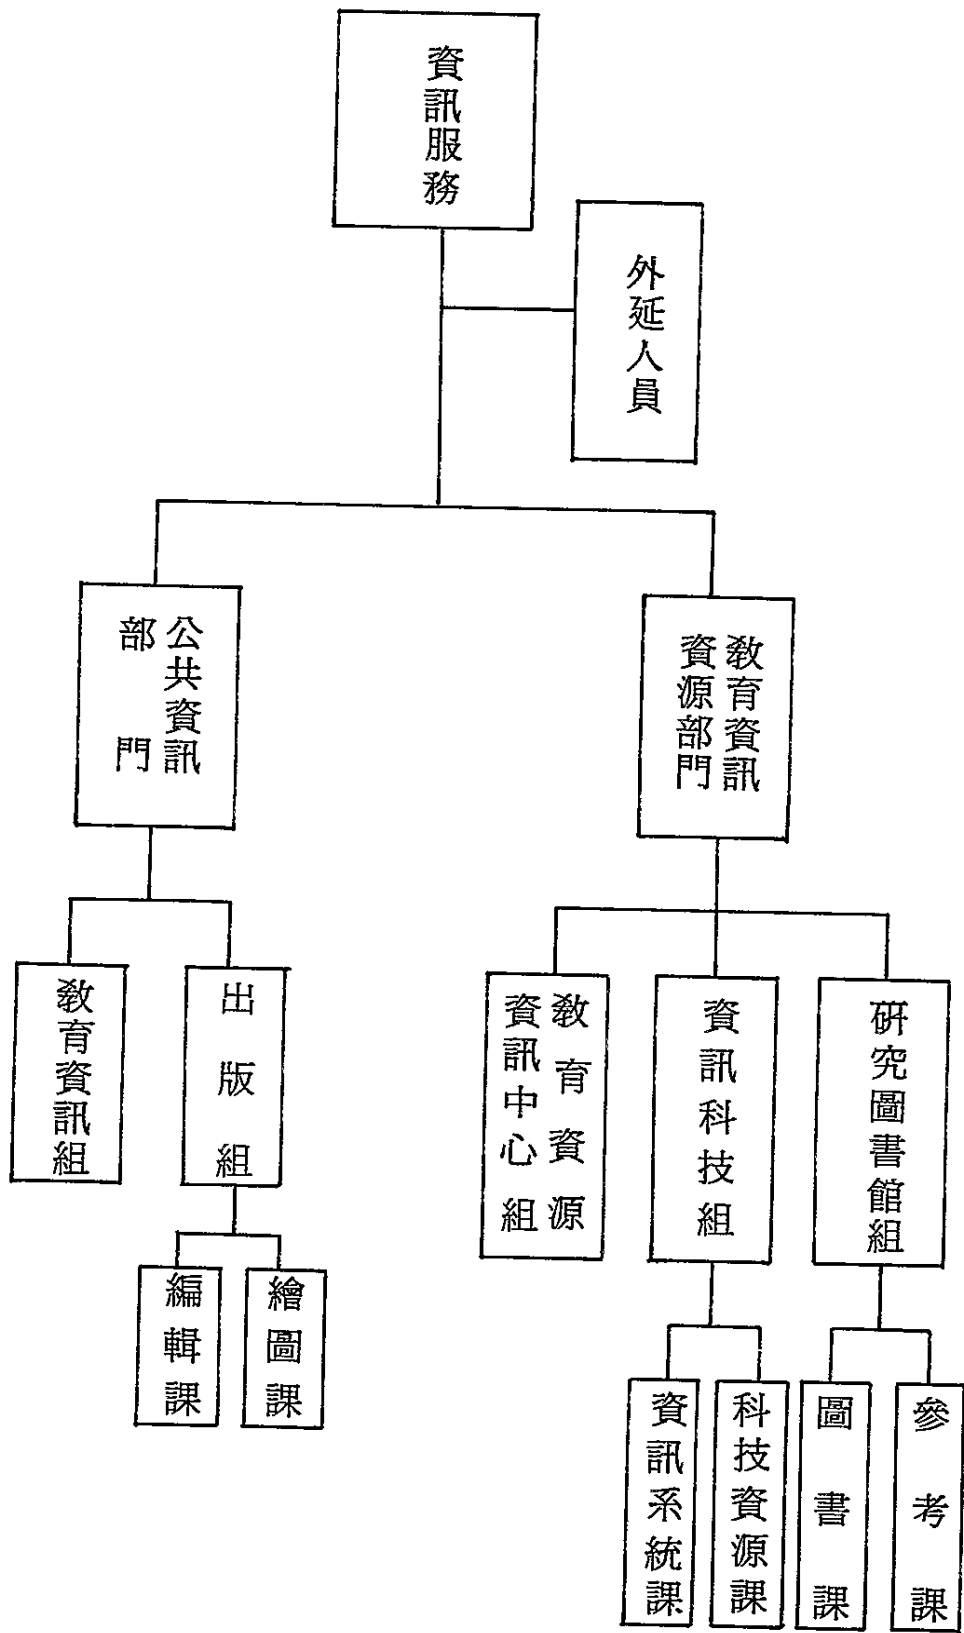 資訊服務
外延人員
公共資訊
部門
教育資訊
資源部門
教育資訊組
出版組
教育資源
資訊中心組
資訊科技組
研究圖書館組
編輯課
繪圖課
資訊系統課
科技資源課
圖書課
參考課